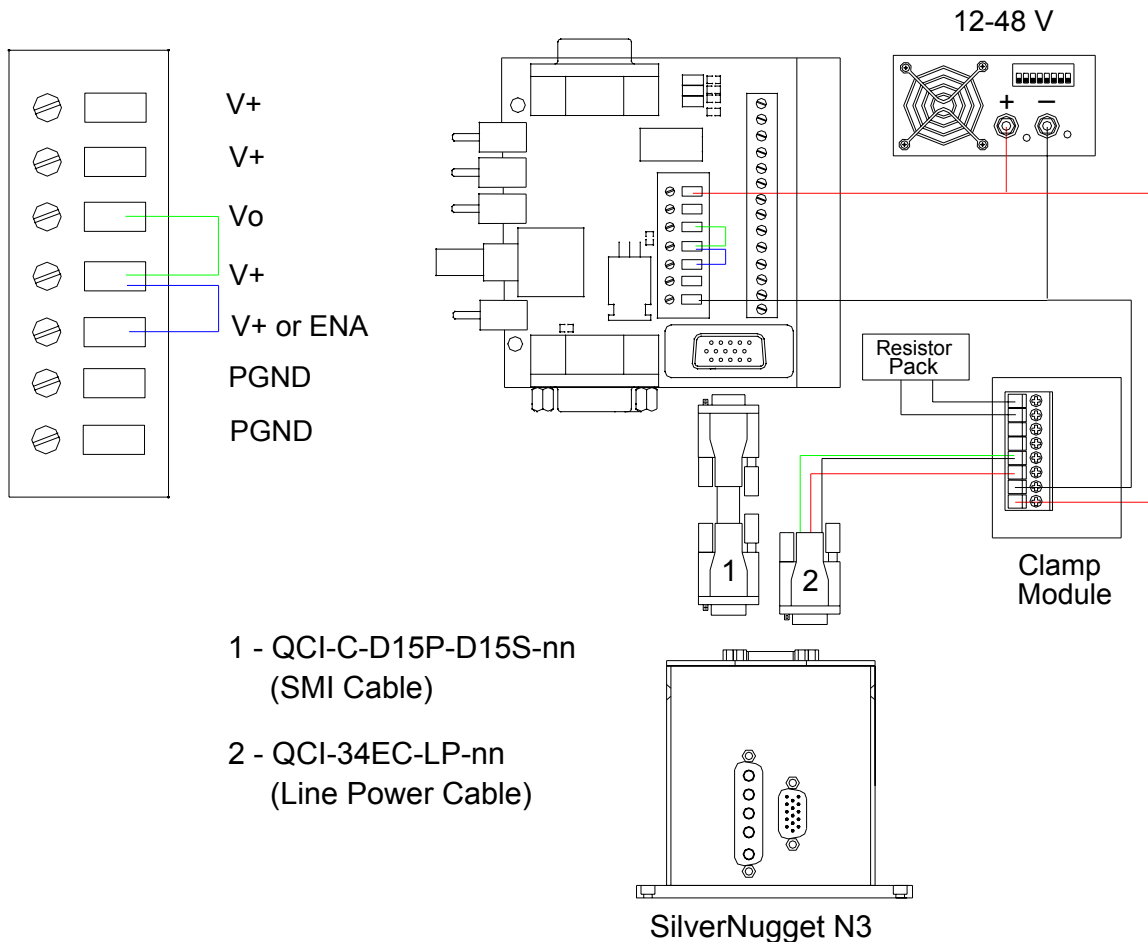 12-48 V
V+
V+
Vo
V+
V+ or ENA
PGND
PGND
+ −
Resistor
Pack
Clamp
Module
1
2
1 - QCI-C-D15P-D15S-nn
(SMI Cable)
2 - QCI-34EC-LP-nn
(Line Power Cable)
SilverNugget N3